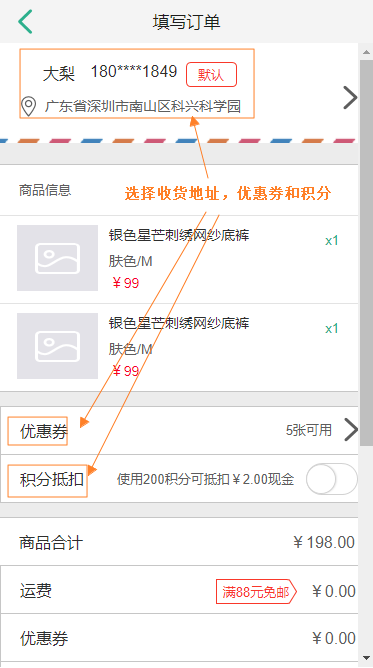 填写订单
大梨 180****1849 默认
广东省深圳市南山区科兴科学园
商品信息
选择收货地址，优惠券和积分
银色星芒刺绣网纱底裤 x1
肤色/M
￥99
银色星芒刺绣网纱底裤 x1
肤色/M
￥99
优惠券 5张可用
积分抵扣 使用200积分可抵扣￥2.00现金
商品合计 ￥198.00
运费 满88元免邮 ￥0.00
优惠券 ￥0.00